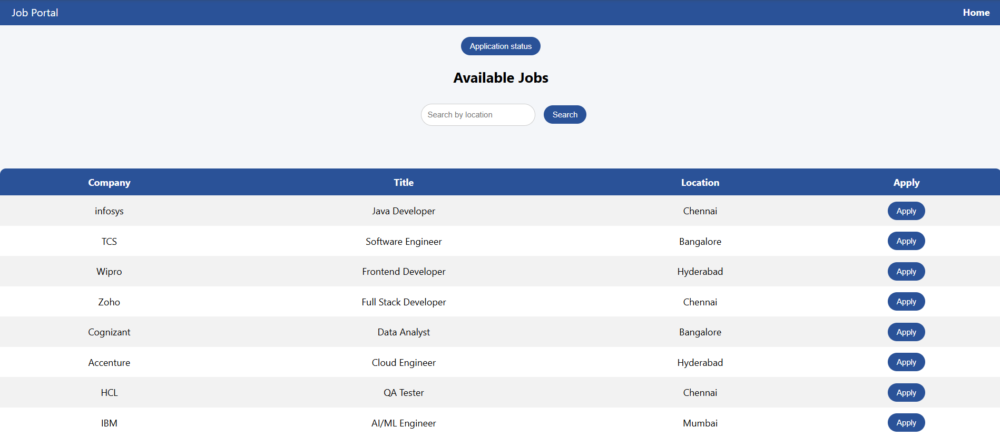 Job Portal Home
Application status
Available Jobs
Search by location Search
Company Title Location Apply
infosys Java Developer Chennai Apply
TCS Software Engineer Bangalore Apply
Wipro Frontend Developer Hyderabad Apply
Zoho Full Stack Developer Chennai Apply
Cognizant Data Analyst Bangalore Apply
Accenture Cloud Engineer Hyderabad Apply
HCL QA Tester Chennai Apply
IBM AI/ML Engineer Mumbai Apply